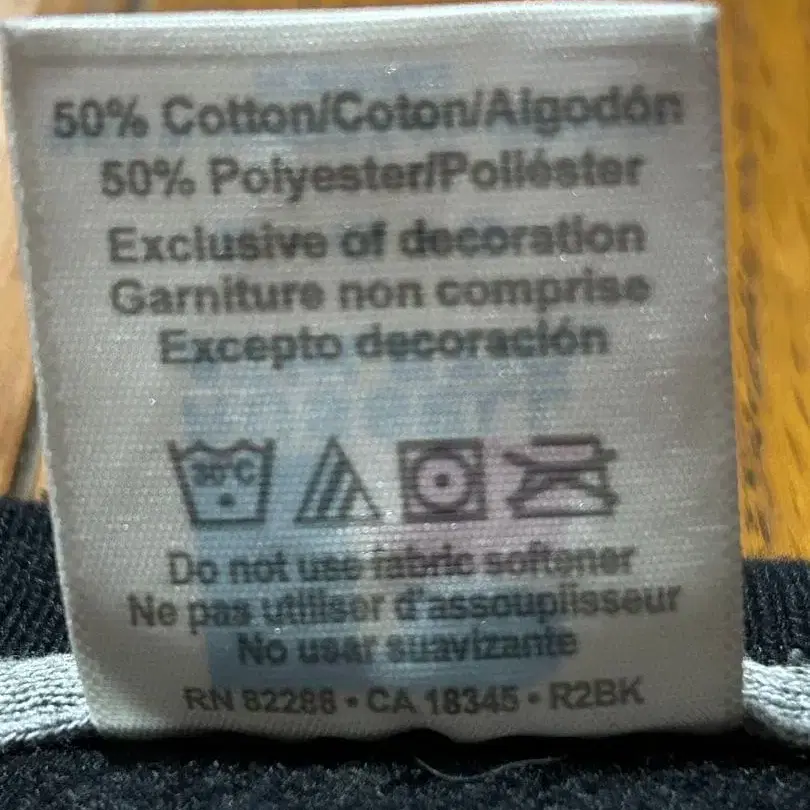 50% Cotton/Coton/Algodón
50% Polyester/Poliéster
Exclusive of decoration
Garniture non comprise
Excepto decoración
30°C
Do not use fabric softener
Ne pas utiliser d'assouplisseur
No usar suavizante
RN 82288 • CA 18345 • R2BK